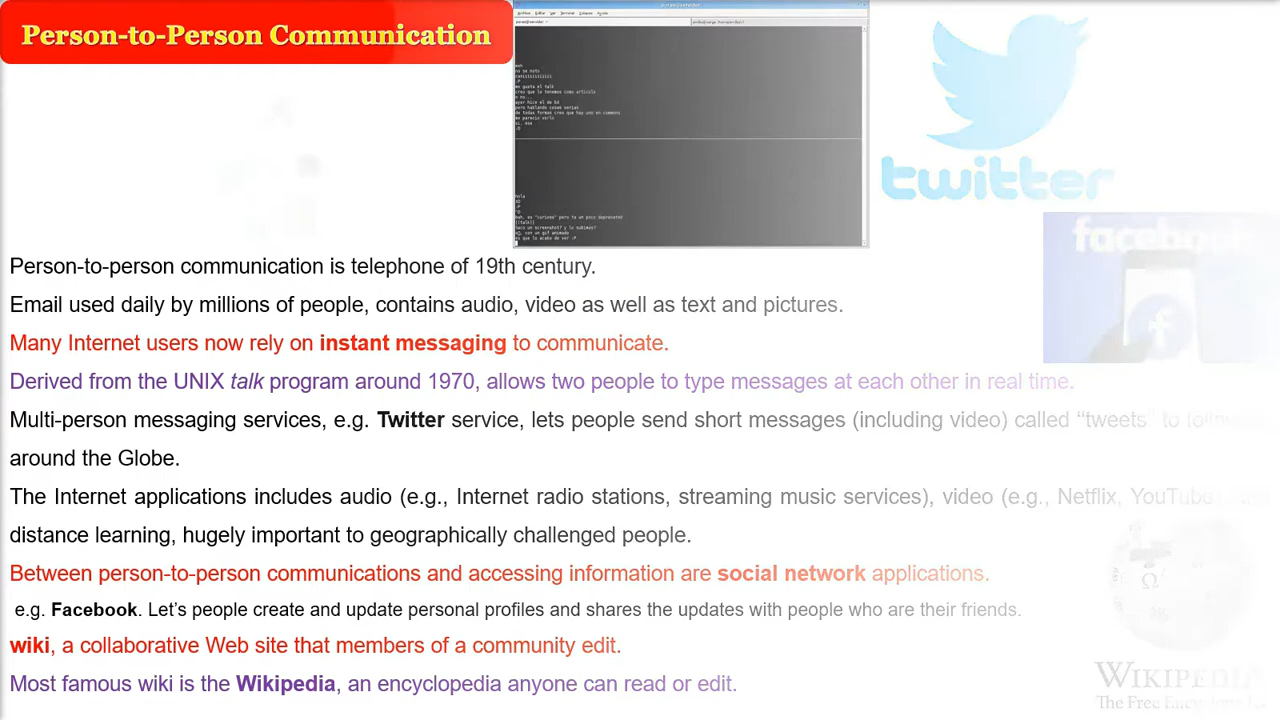 Person-to-Person Communication
twitter
facebook
Person-to-person communication is telephone of 19th century.
Email used daily by millions of people, contains audio, video as well as text and pictures.
Many Internet users now rely on instant messaging to communicate.
Derived from the UNIX talk program around 1970, allows two people to type messages at each other in real time.
Multi-person messaging services, e.g. Twitter service, lets people send short messages (including video) called “tweets” to
around the Globe.
The Internet applications includes audio (e.g., Internet radio stations, streaming music services), video (e.g., Netflix, YouTube)
distance learning, hugely important to geographically challenged people.
Between person-to-person communications and accessing information are social network applications.
e.g. Facebook. Let’s people create and update personal profiles and shares the updates with people who are their friends.
wiki, a collaborative Web site that members of a community edit.
Most famous wiki is the Wikipedia, an encyclopedia anyone can read or edit.
WIKIPEDIA
The Free